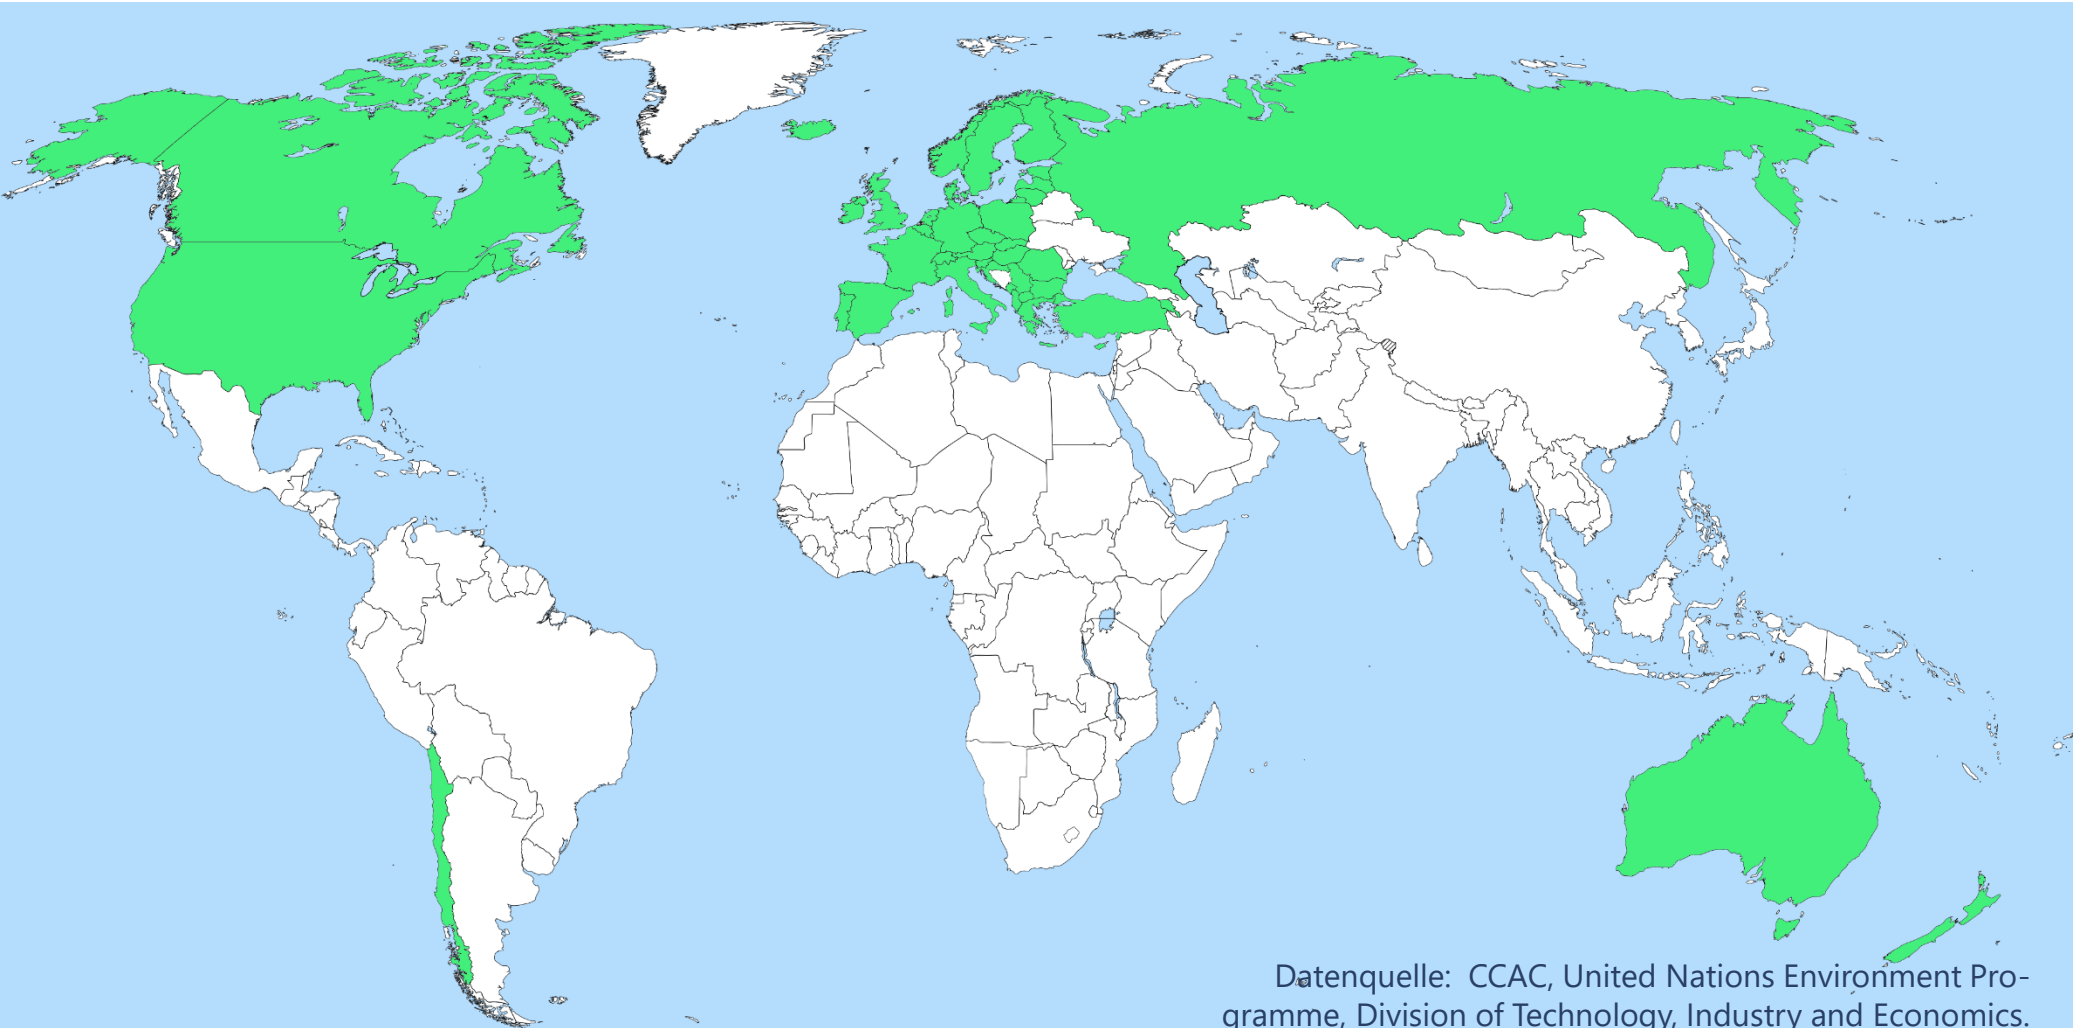 Datenquelle: CCAC, United Nations Environment Pro-
gramme, Division of Technology, Industry and Economics.